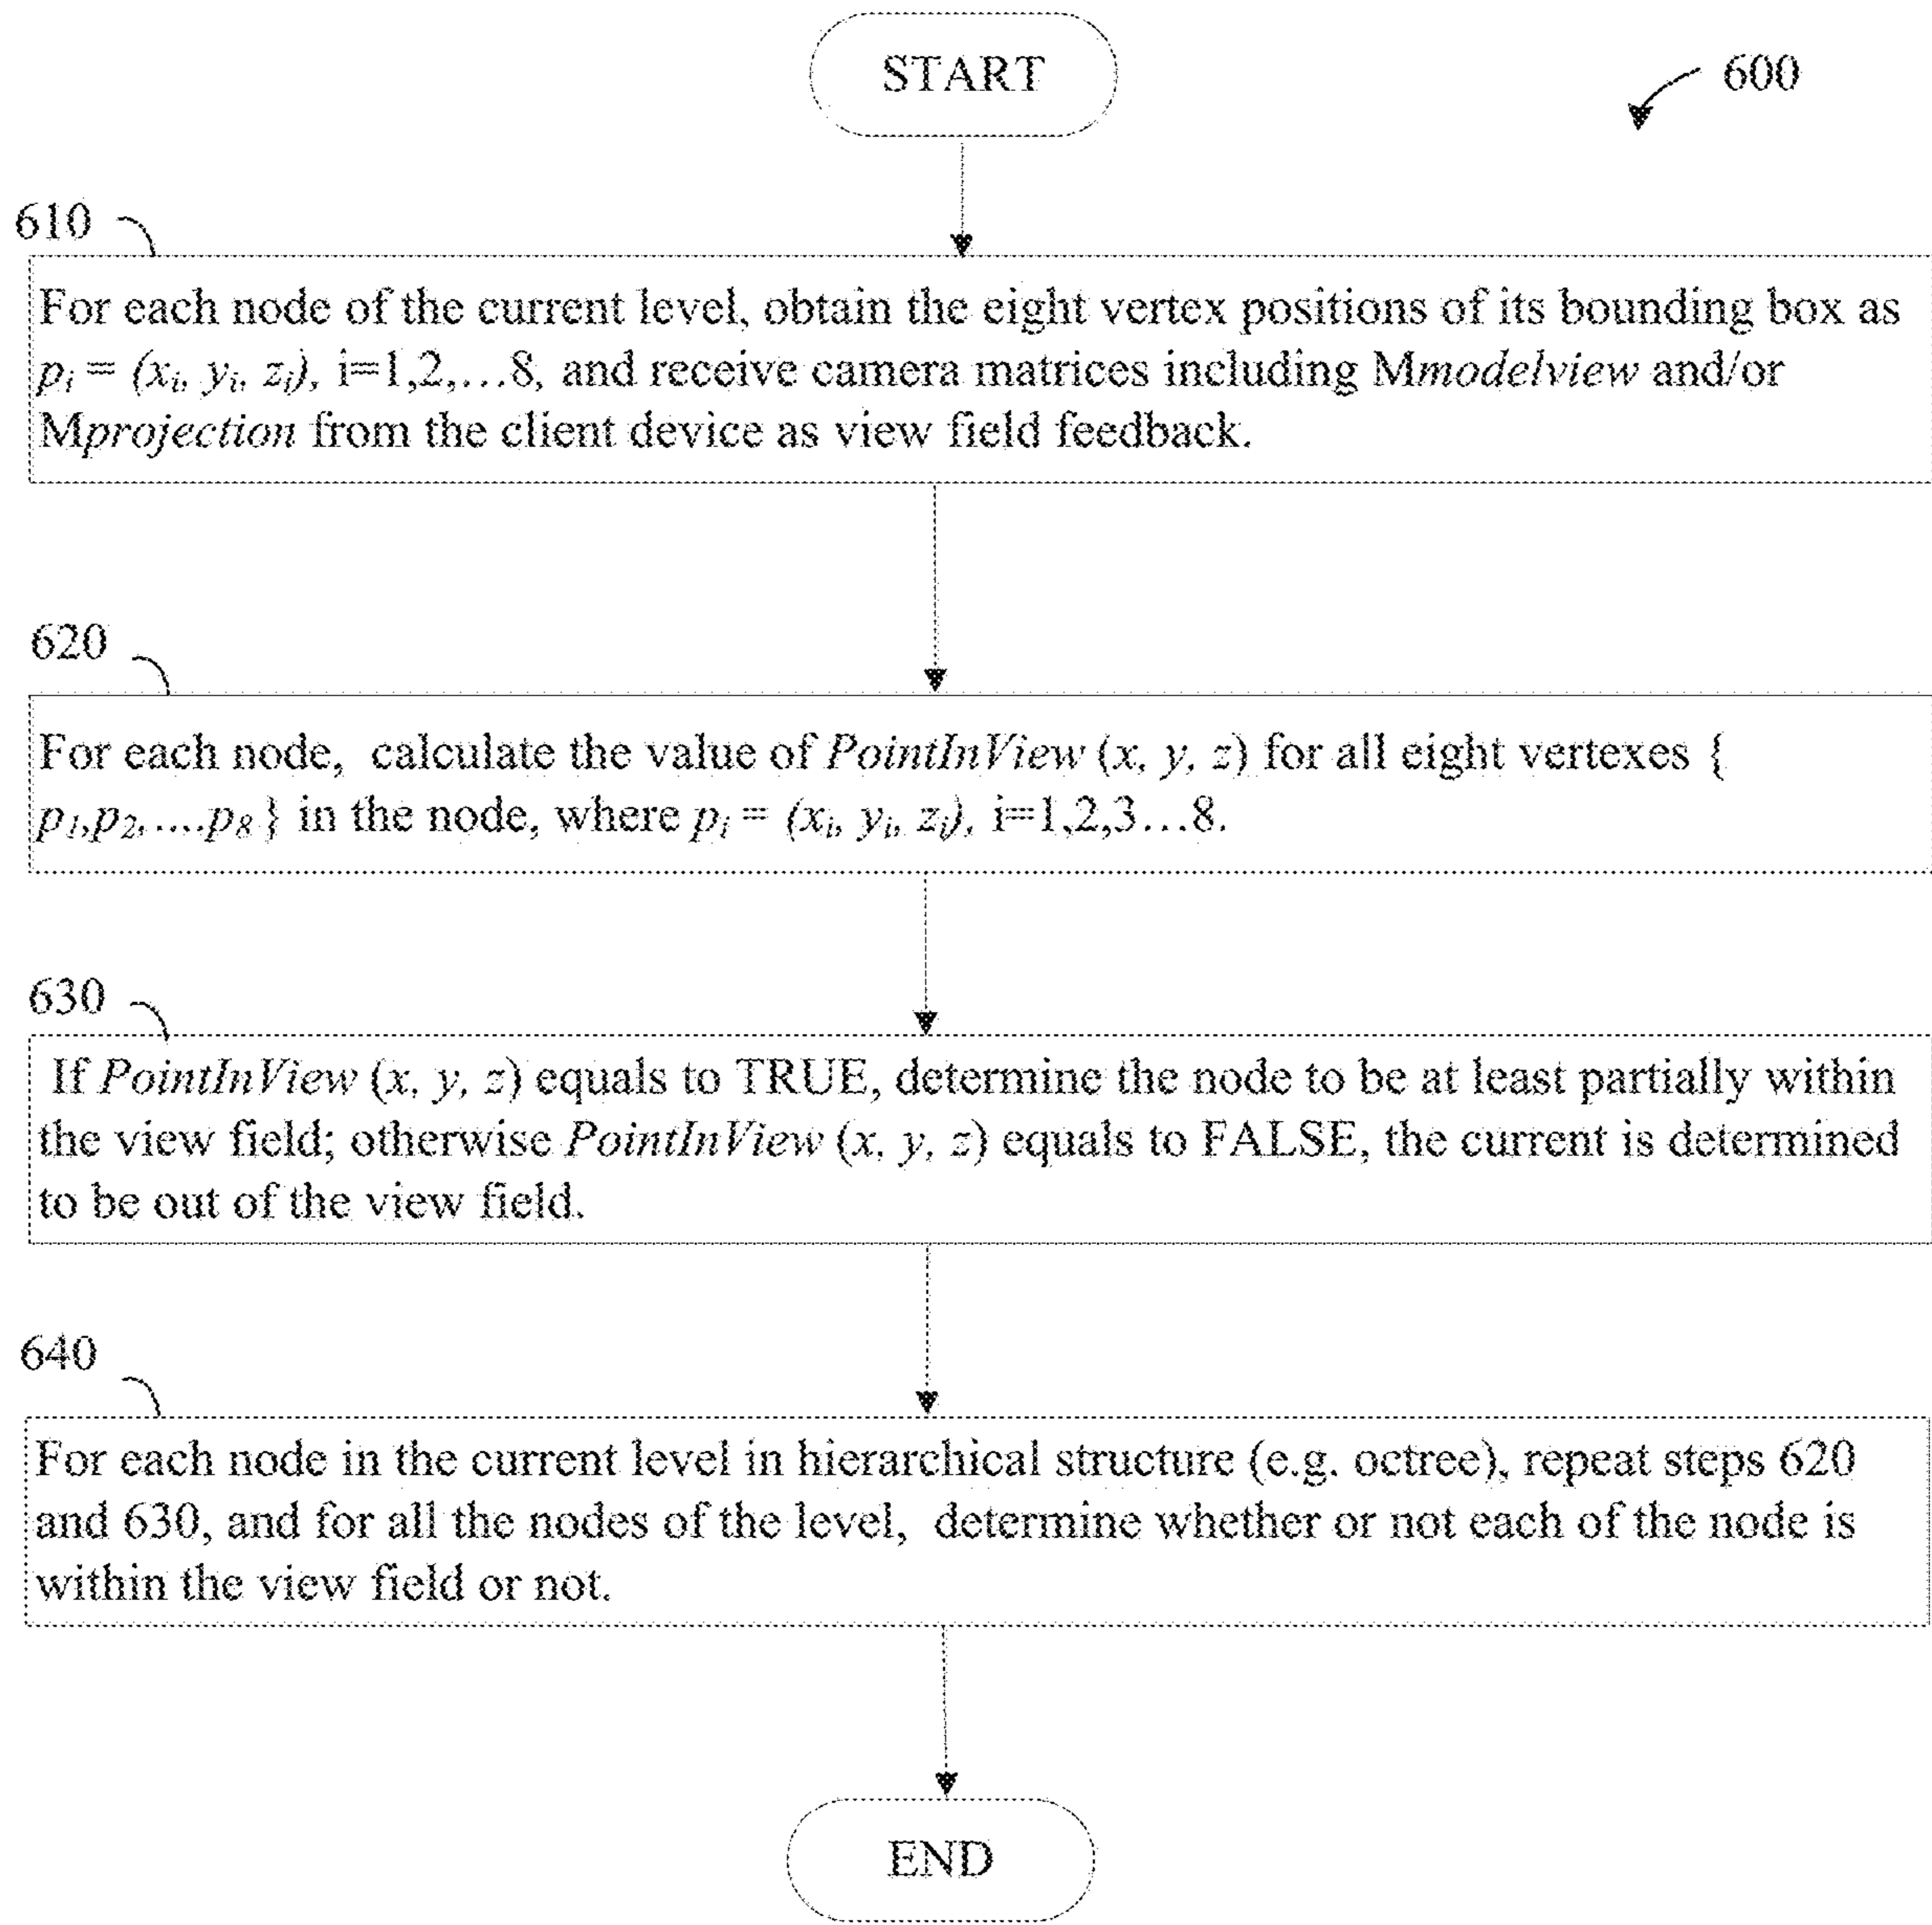 START
600
610
For each node of the current level, obtain the eight vertex positions of its bounding box as
pᵢ = (xᵢ, yᵢ, zᵢ), i=1,2,…8, and receive camera matrices including Mmodelview and/or
Mprojection from the client device as view field feedback.
620
For each node, calculate the value of PointInView (x, y, z) for all eight vertexes {
p₁,p₂,....p₈} in the node, where pᵢ = (xᵢ, yᵢ, zᵢ), i=1,2,3…8.
630
If PointInView (x, y, z) equals to TRUE, determine the node to be at least partially within
the view field; otherwise PointInView (x, y, z) equals to FALSE, the current is determined
to be out of the view field.
640
For each node in the current level in hierarchical structure (e.g. octree), repeat steps 620
and 630, and for all the nodes of the level, determine whether or not each of the node is
within the view field or not.
END